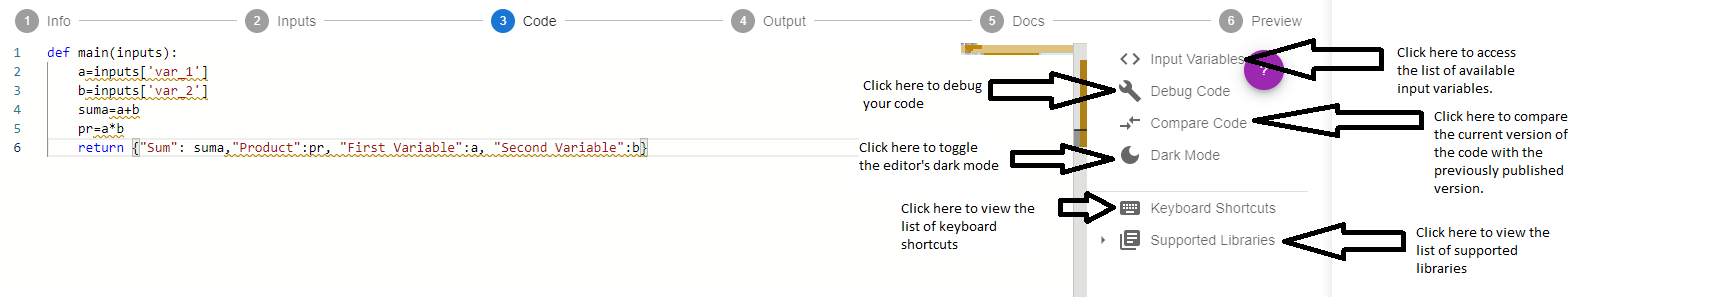 1 Info 2 Inputs 3 Code 4 Output 5 Docs 6 Preview
1 def main(inputs):
2 a=inputs['var_1']
3 b=inputs['var_2']
4 suma=a+b
5 pr=a*b
6 return {"Sum": suma,"Product":pr, "First Variable":a, "Second Variable":b}
Click here to debug
your code
Click here to toggle
the editor's dark mode
Click here to view the
list of keyboard
shortcuts
Input Variables
?
Debug Code
Compare Code
Dark Mode
Keyboard Shortcuts
Supported Libraries
Click here to access
the list of available
input variables.
Click here to compare
the current version of
the code with the
previously published
version.
Click here to view the
list of supported
libraries